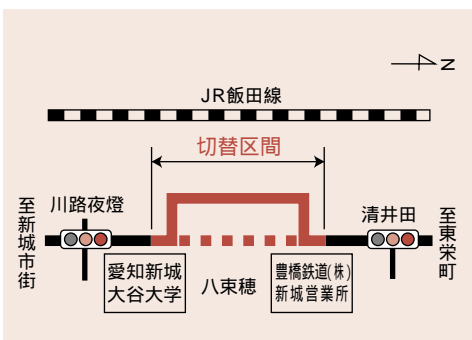 N
JR飯田線
切替区間
川路夜燈
清井田
至新城市街
至東栄町
愛知新城
大谷大学
八束穂
豊橋鉄道(株)
新城営業所